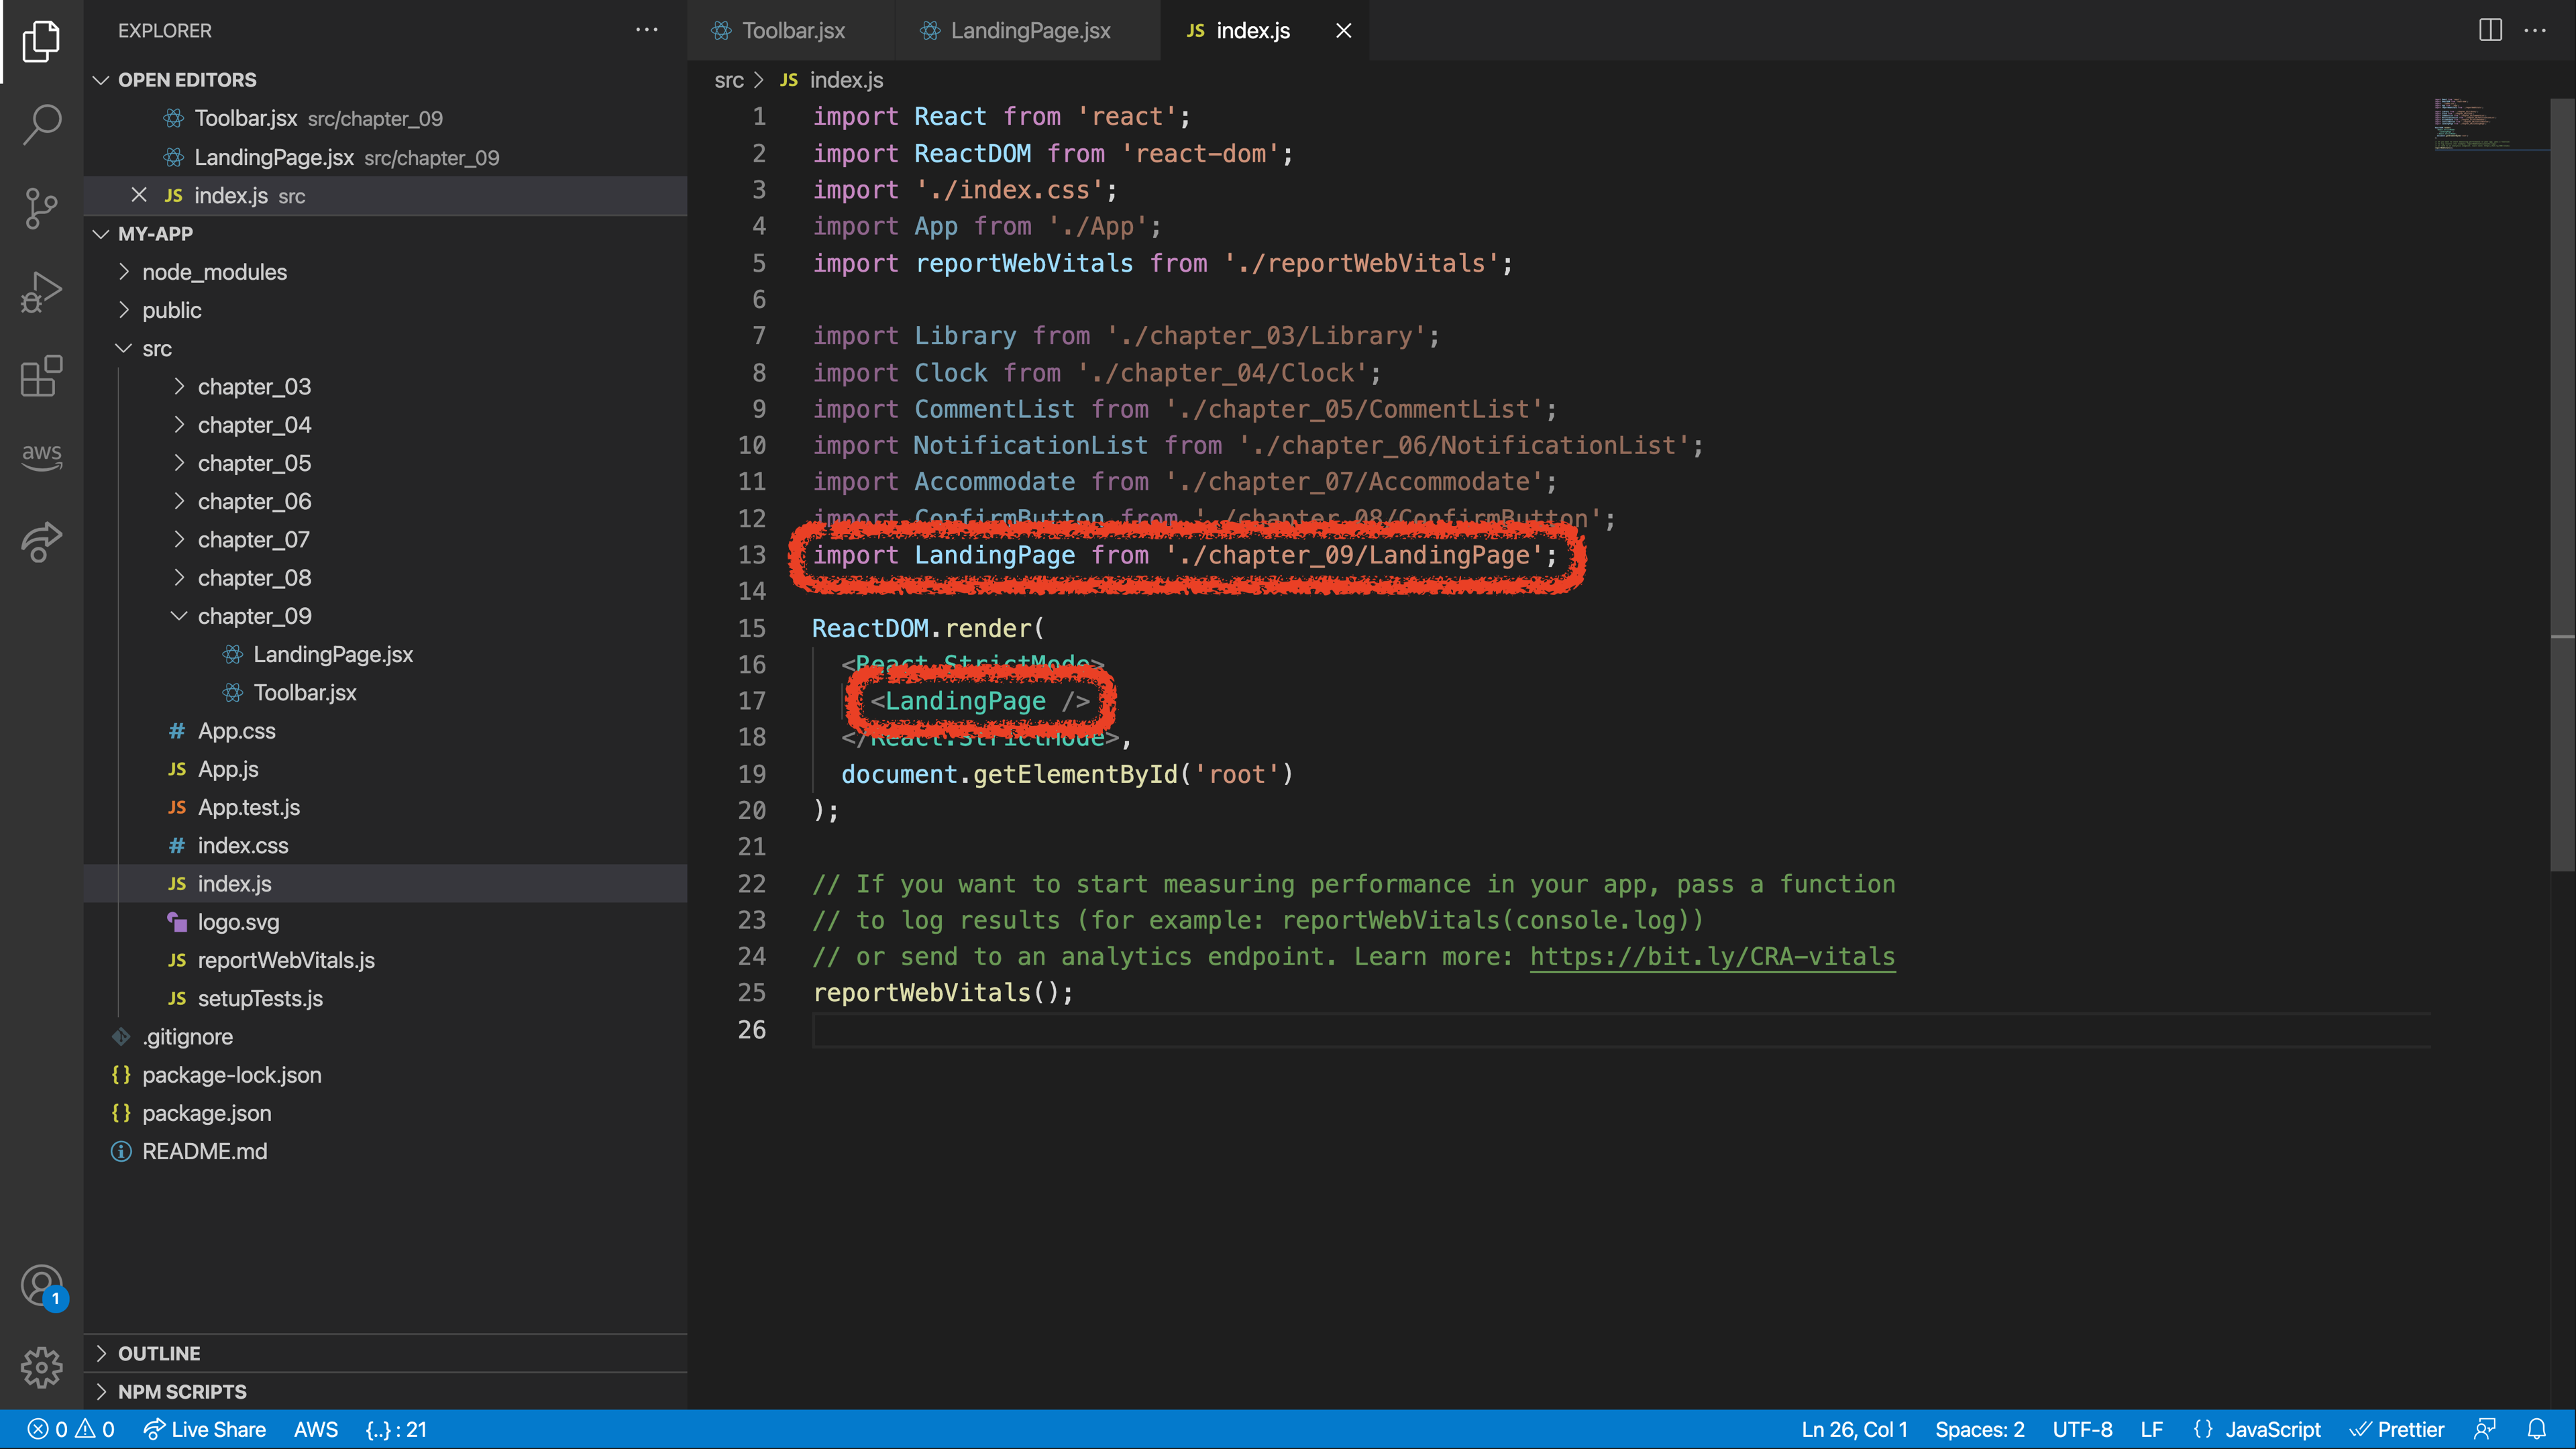 EXPLORER
OPEN EDITORS
Toolbar.jsx src/chapter_09
LandingPage.jsx src/chapter_09
JS index.js src
MY-APP
node_modules
public
src
chapter_03
chapter_04
chapter_05
chapter_06
chapter_07
chapter_08
chapter_09
LandingPage.jsx
Toolbar.jsx
# App.css
JS App.js
JS App.test.js
# index.css
JS index.js
logo.svg
JS reportWebVitals.js
JS setupTests.js
.gitignore
{} package-lock.json
{} package.json
README.md
OUTLINE
NPM SCRIPTS
aws
1
Toolbar.jsx
LandingPage.jsx
JS index.js
src > JS index.js
1 import React from 'react';
2 import ReactDOM from 'react-dom';
3 import './index.css';
4 import App from './App';
5 import reportWebVitals from './reportWebVitals';
6
7 import Library from './chapter_03/Library';
8 import Clock from './chapter_04/Clock';
9 import CommentList from './chapter_05/CommentList';
10 import NotificationList from './chapter_06/NotificationList';
11 import Accommodate from './chapter_07/Accommodate';
12 import ConfirmButton from './chapter_08/ConfirmButton';
13 import LandingPage from './chapter_09/LandingPage';
14
15 ReactDOM.render(
16 <React.StrictMode>
17 <LandingPage />
18 </React.StrictMode>,
19 document.getElementById('root')
20 );
21
22 // If you want to start measuring performance in your app, pass a function
23 // to log results (for example: reportWebVitals(console.log))
24 // or send to an analytics endpoint. Learn more: https://bit.ly/CRA-vitals
25 reportWebVitals();
26
0 0 Live Share AWS {..} : 21
Ln 26, Col 1 Spaces: 2 UTF-8 LF {} JavaScript Prettier